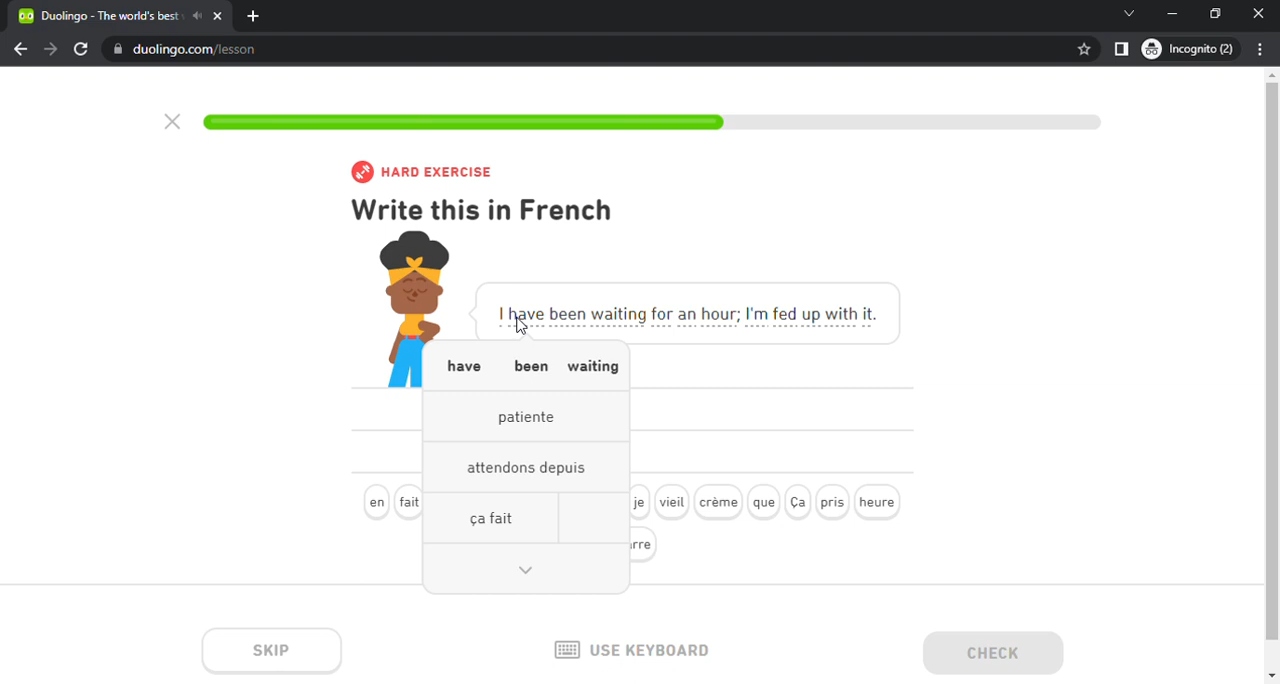 Duolingo - The world's best
Incognito (2)
duolingo.com/lesson
HARD EXERCISE
Write this in French
I have been waiting for an hour; I'm fed up with it.
have been waiting
patiente
attendons depuis
ça fait
en fait je vieil crème que Ça pris heure
SKIP
USE KEYBOARD
CHECK